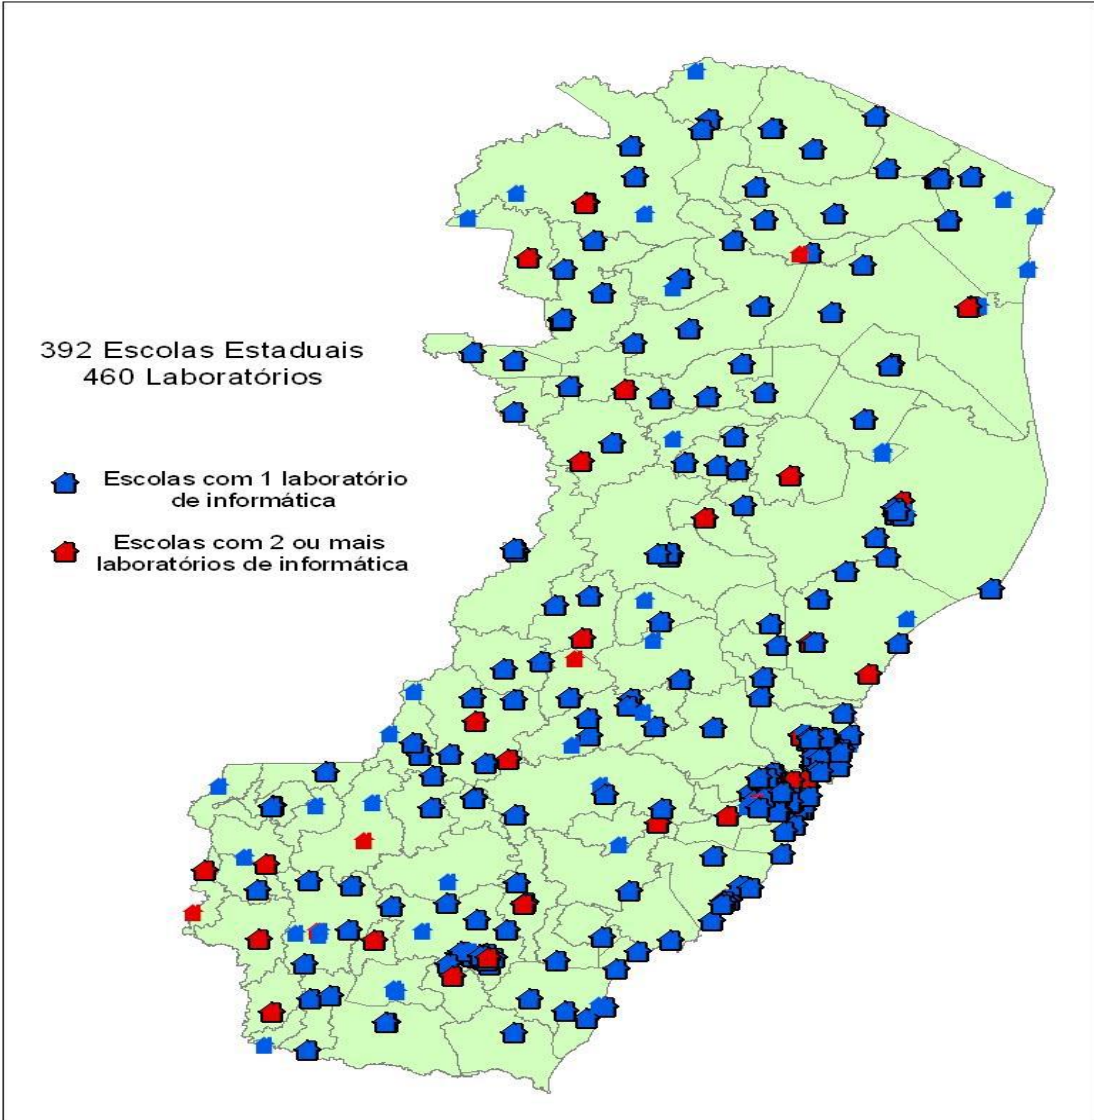 392 Escolas Estaduais
460 Laboratórios
Escolas com 1 laboratório
de informática
Escolas com 2 ou mais
laboratórios de informática